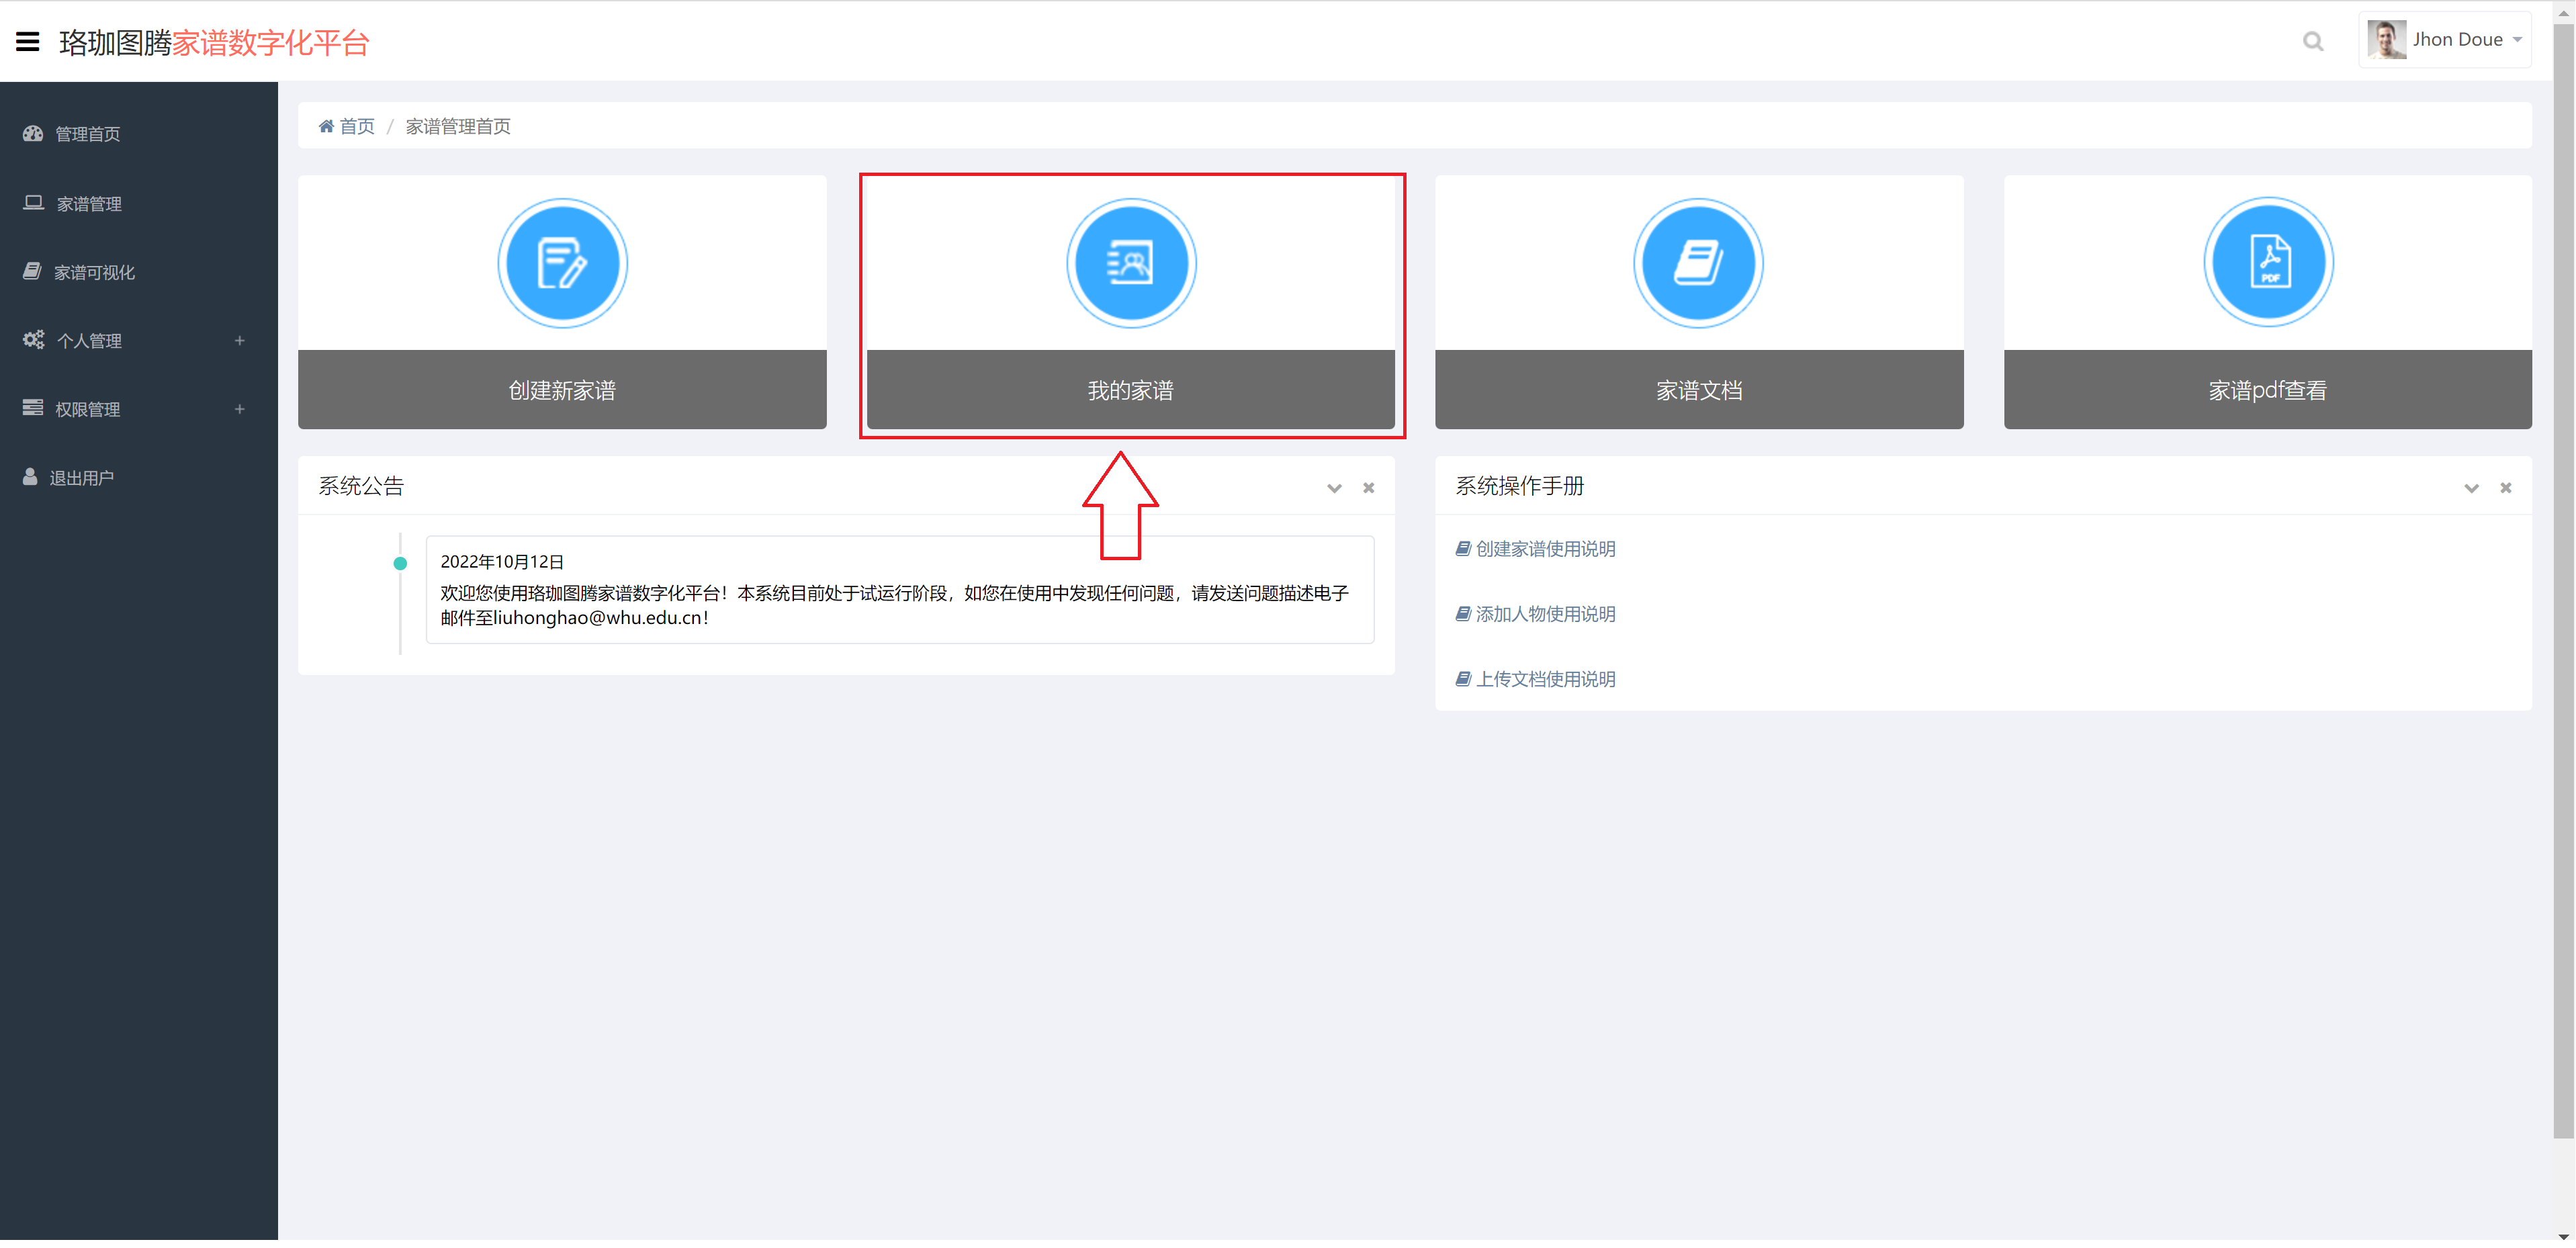 珞珈图腾家谱数字化平台
Jhon Doue
管理首页
家谱管理
家谱可视化
个人管理 +
权限管理 +
退出用户
首页 / 家谱管理首页
创建新家谱
我的家谱
家谱文档
PDF
家谱pdf查看
系统公告
2022年10月12日
欢迎您使用珞珈图腾家谱数字化平台！本系统目前处于试运行阶段，如您在使用中发现任何问题，请发送问题描述电子
邮件至liuhonghao@whu.edu.cn！
系统操作手册
创建家谱使用说明
添加人物使用说明
上传文档使用说明